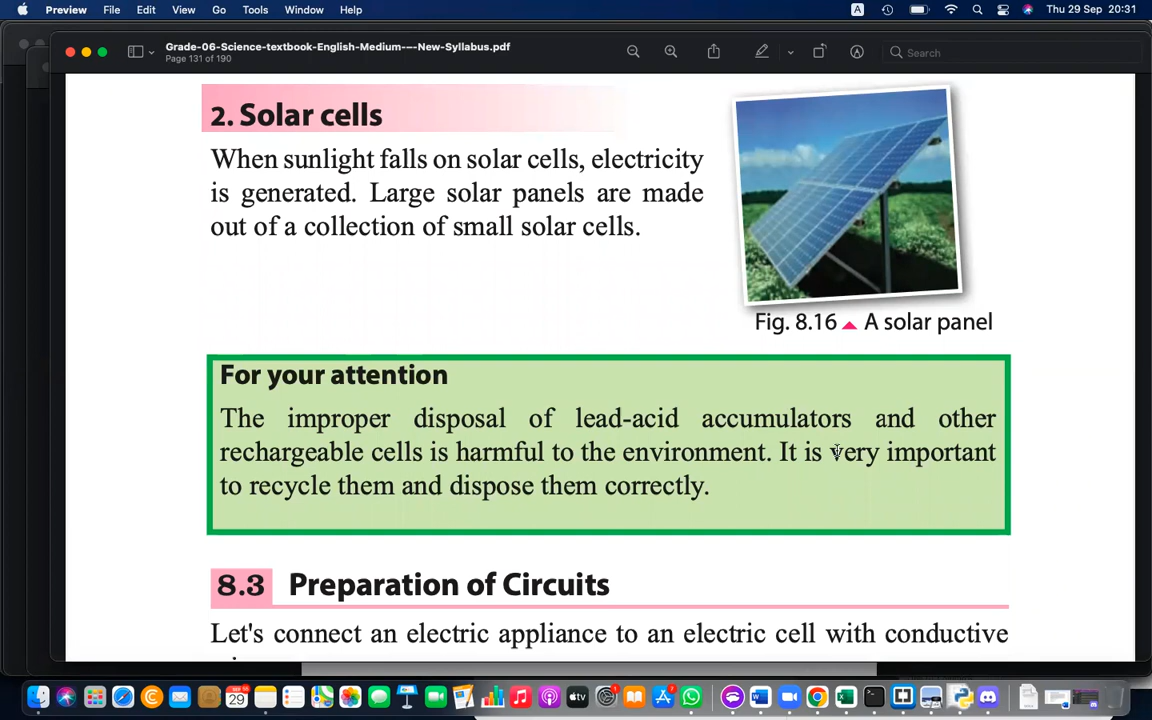 Preview File Edit View Go Tools Window Help A Thu 29 Sep 20:31
Grade-06-Science-textbook-English-Medium-–-New-Syllabus.pdf
Page 131 of 190
Search
2. Solar cells
When sunlight falls on solar cells, electricity
is generated. Large solar panels are made
out of a collection of small solar cells.
Fig. 8.16 ▲ A solar panel
For your attention
The improper disposal of lead-acid accumulators and other
rechargeable cells is harmful to the environment. It is very important
to recycle them and dispose them correctly.
8.3 Preparation of Circuits
Let's connect an electric appliance to an electric cell with conductive
29
tv